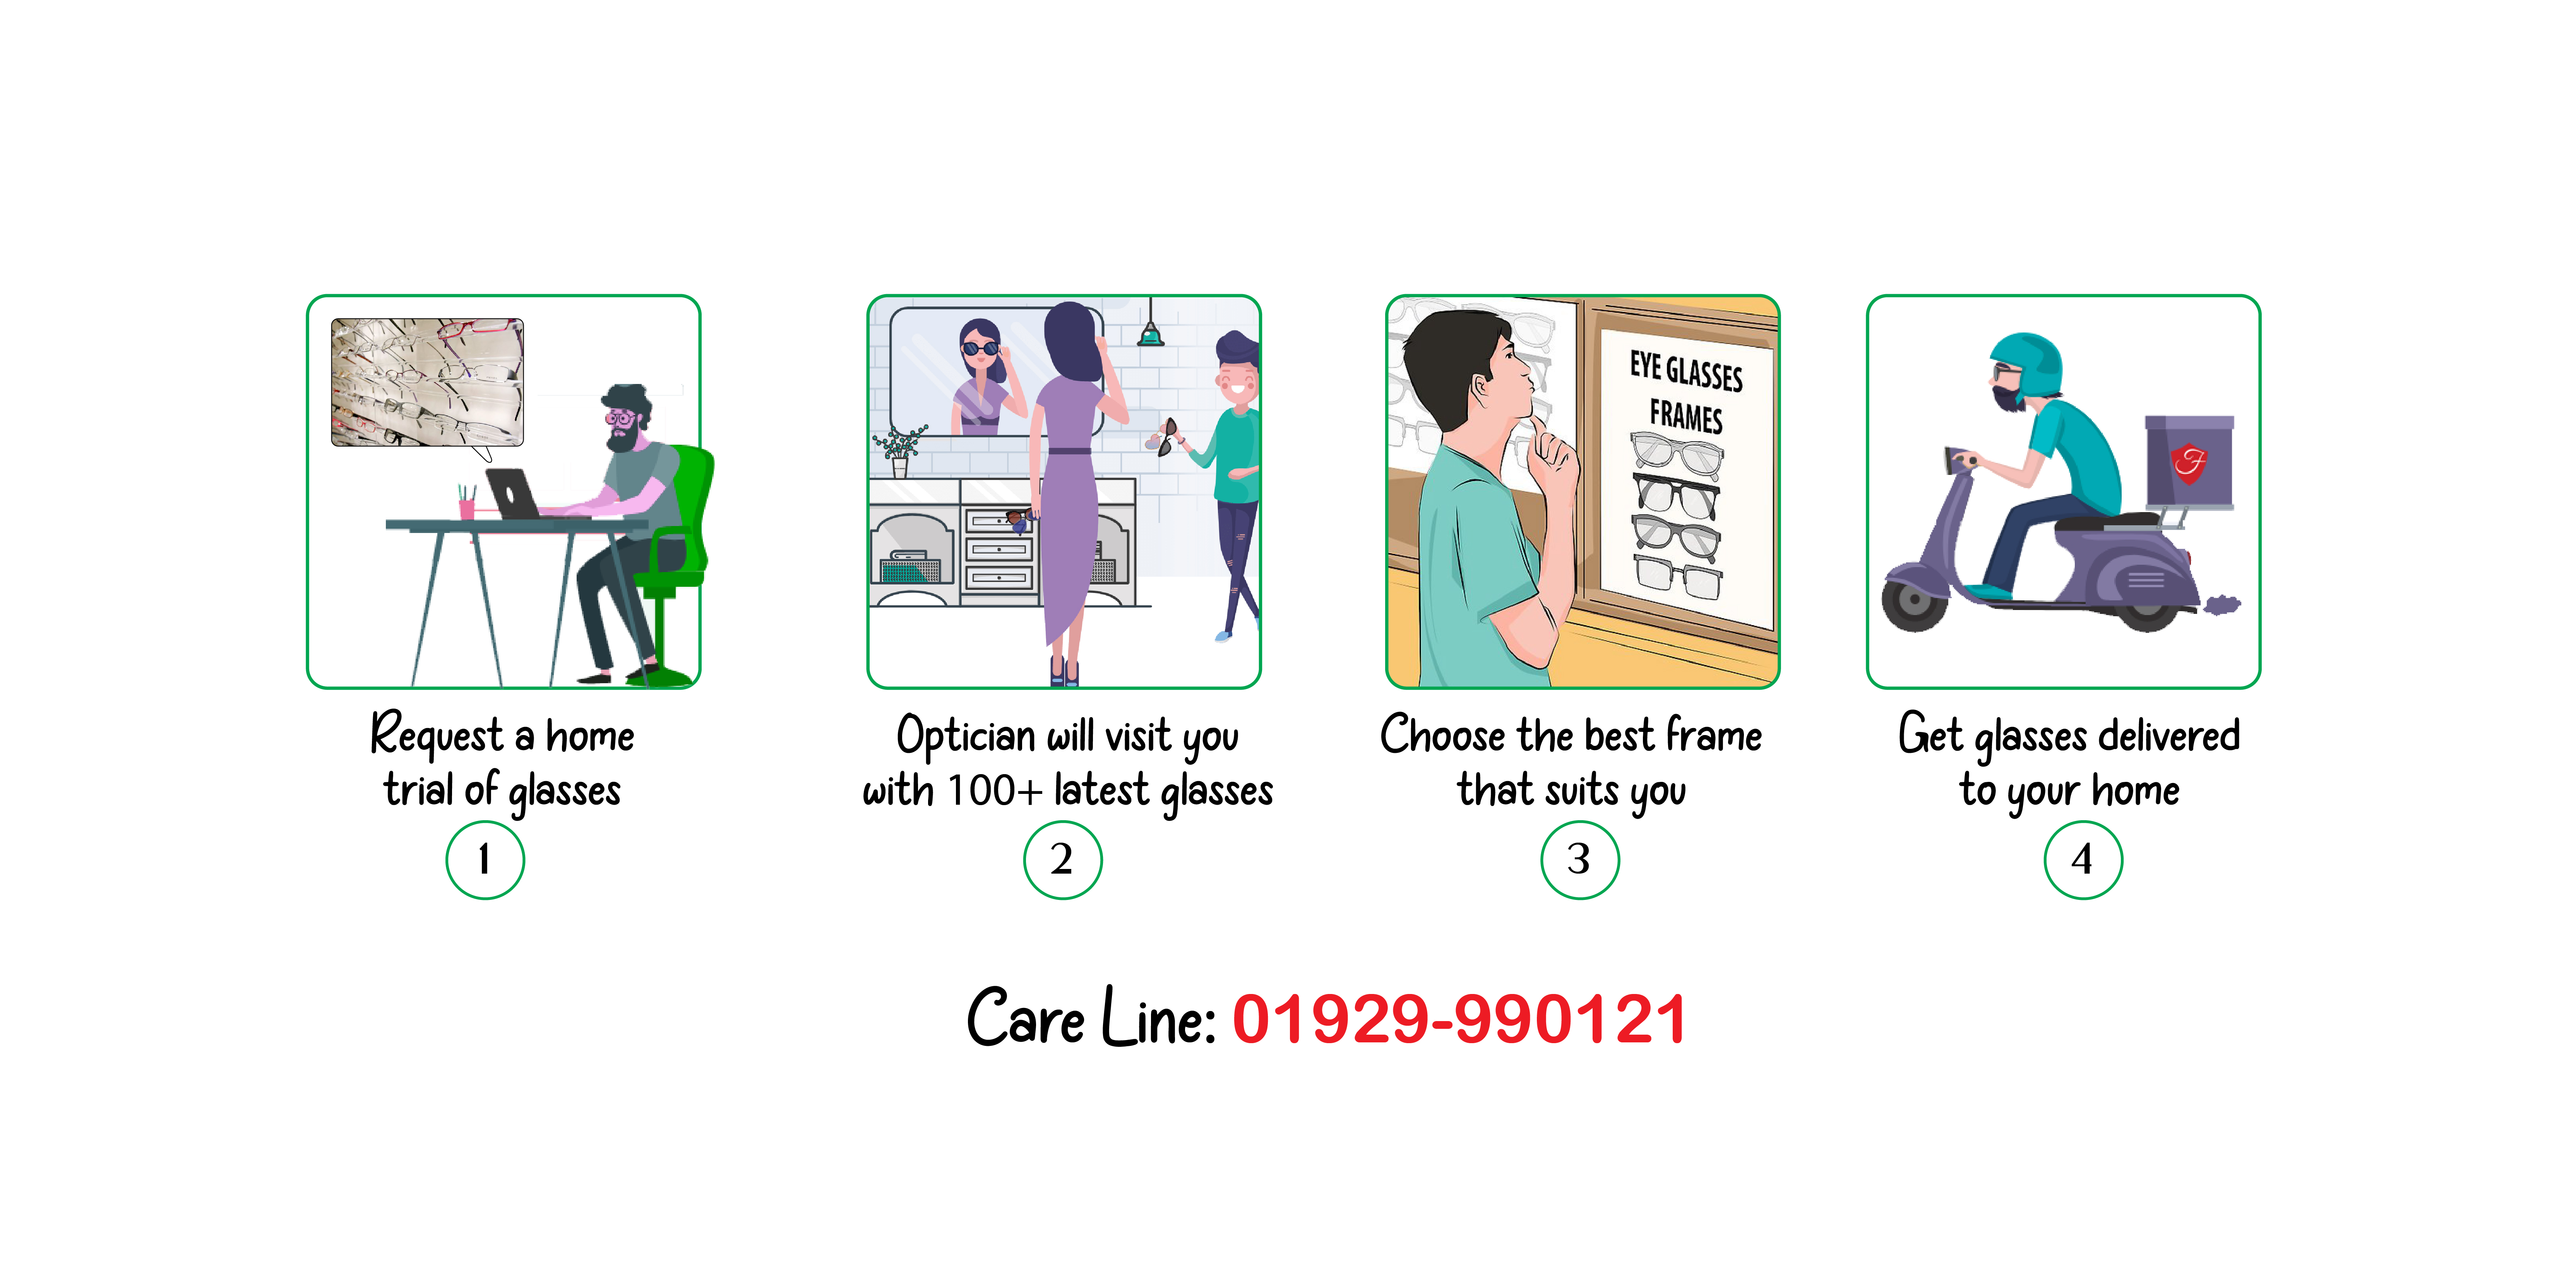 EYE GLASSES
FRAMES
Request a home
trial of glasses
1
Optician will visit you
with 100+ latest glasses
2
Choose the best frame
that suits you
3
Get glasses delivered
to your home
4
Care Line: 01929-990121